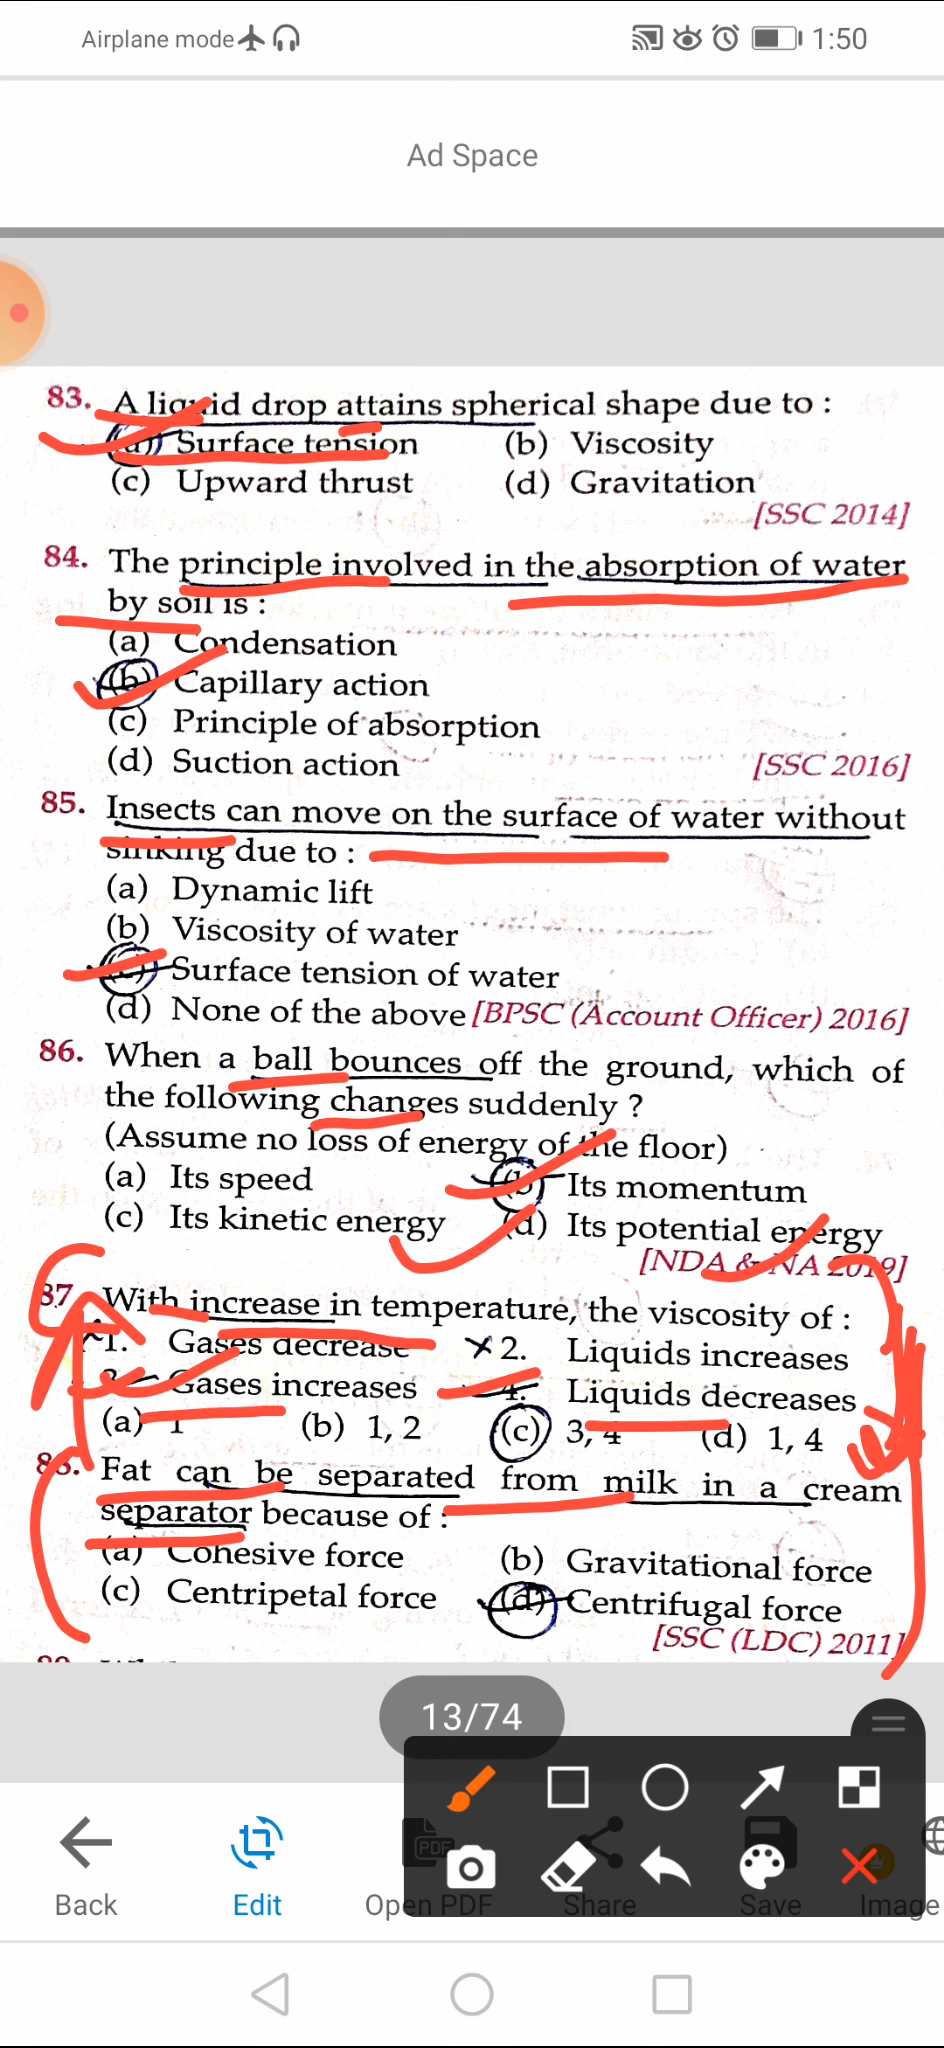 Airplane mode 1:50
Ad Space
83. A liquid drop attains spherical shape due to :
(a) Surface tension (b) Viscosity
(c) Upward thrust (d) Gravitation
[SSC 2014]
84. The principle involved in the absorption of water
by soil is :
(a) Condensation
(b) Capillary action
(c) Principle of absorption
(d) Suction action [SSC 2016]
85. Insects can move on the surface of water without
sinking due to :
(a) Dynamic lift
(b) Viscosity of water
(c) Surface tension of water
(d) None of the above [BPSC (Account Officer) 2016]
86. When a ball bounces off the ground, which of
the following changes suddenly ?
(Assume no loss of energy of the floor)
(a) Its speed (b) Its momentum
(c) Its kinetic energy (d) Its potential energy
[NDA & NA 2019]
87. With increase in temperature, the viscosity of :
1. Gases decrease 2. Liquids increases
3. Gases increases 4. Liquids decreases
(a) 1 (b) 1, 2 (c) 3, 4 (d) 1, 4
88. Fat can be separated from milk in a cream
separator because of :
(a) Cohesive force (b) Gravitational force
(c) Centripetal force (d) Centrifugal force
[SSC (LDC) 2011]
13/74
PDF
Back Edit Open PDF Share Save Image